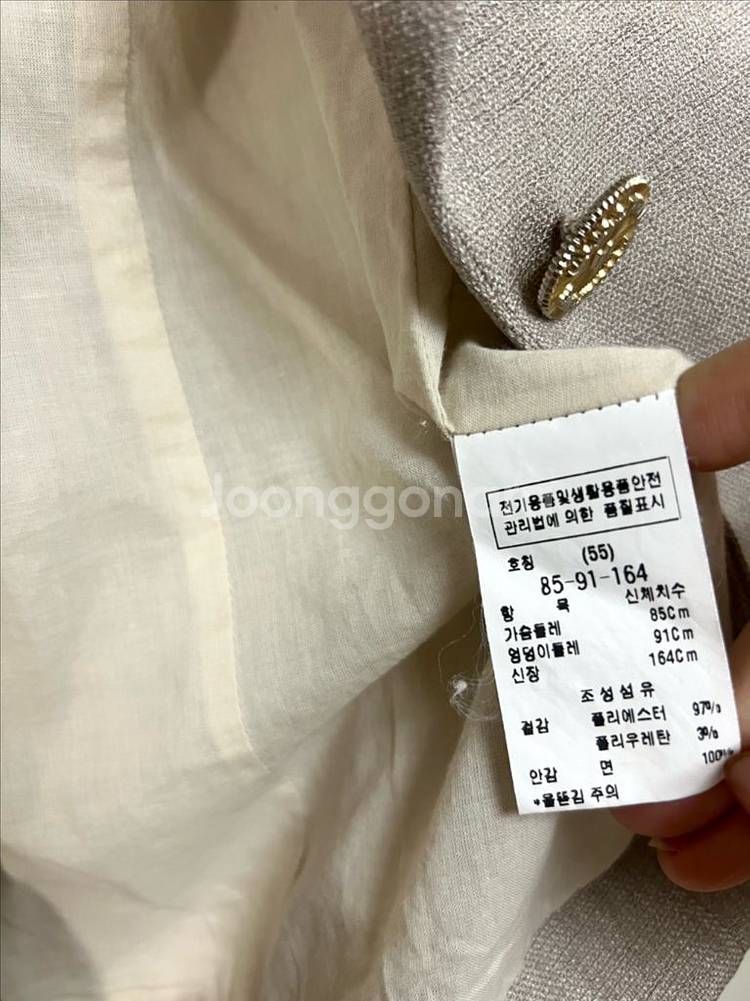 Joonggon
전기용품및생활용품안전
관리법에 의한 품질표시
호칭 (55)
85-91-164
항 목 신체치수
가슴둘레 85Cm
엉덩이둘레 91Cm
신장 164Cm
조성섬유
겉감 폴리에스터 97%
폴리우레탄 3%
안감 면 100%
*올뜯김 주의